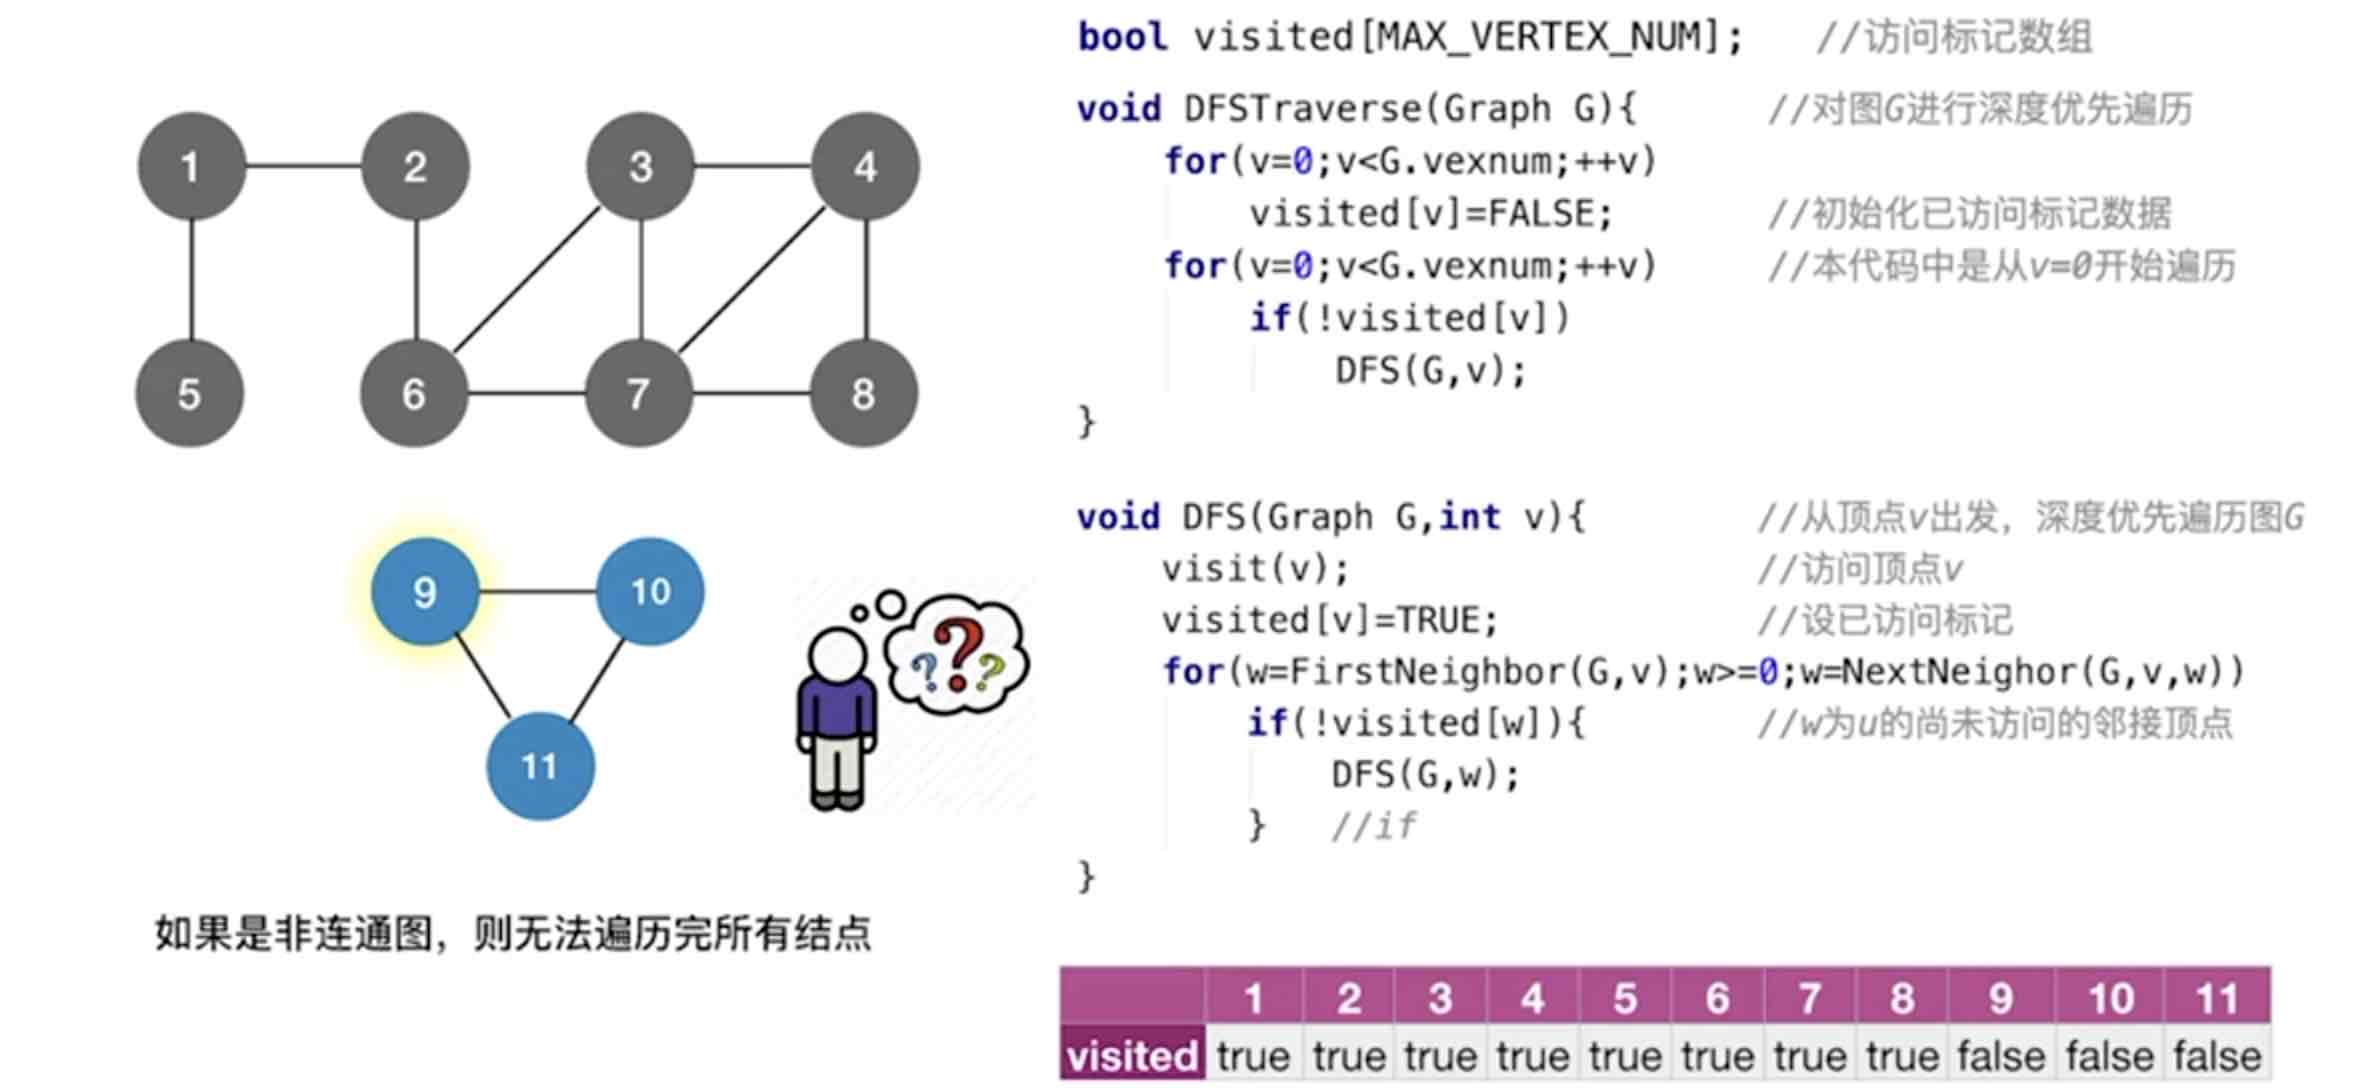 1 2 3 4
5 6 7 8
9 10
11
? ? ?
如果是非连通图，则无法遍历完所有结点
bool visited[MAX_VERTEX_NUM];   //访问标记数组
void DFSTraverse(Graph G){   //对图G进行深度优先遍历
for(v=0;v<G.vexnum;++v)
visited[v]=FALSE;   //初始化已访问标记数据
for(v=0;v<G.vexnum;++v)   //本代码中是从v=0开始遍历
if(!visited[v])
DFS(G,v);
}
void DFS(Graph G,int v){   //从顶点v出发，深度优先遍历图G
visit(v);   //访问顶点v
visited[v]=TRUE;   //设已访问标记
for(w=FirstNeighbor(G,v);w>=0;w=NextNeighor(G,v,w))
if(!visited[w]){   //w为u的尚未访问的邻接顶点
DFS(G,w);
}   //if
}
1 2 3 4 5 6 7 8 9 10 11
visited true true true true true true true true false false false